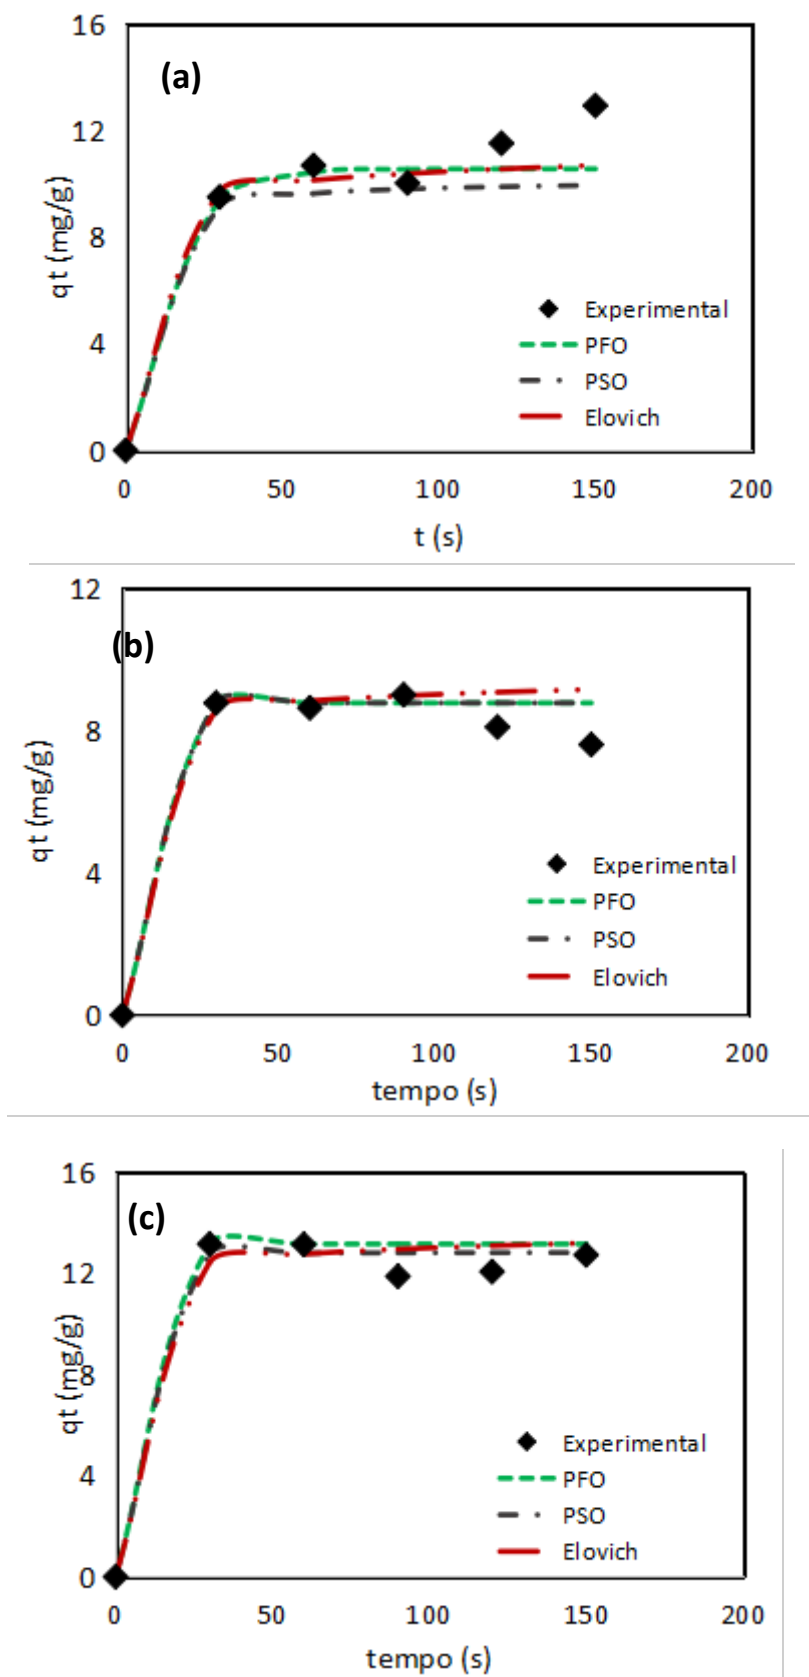 16
(a)
12
8
4
0
qt (mg/g)
Experimental
PFO
PSO
Elovich
0 50 100 150 200
t (s)
12
(b)
8
4
0
qt (mg/g)
Experimental
PFO
PSO
Elovich
0 50 100 150 200
tempo (s)
16
(c)
12
8
4
0
qt (mg/g)
Experimental
PFO
PSO
Elovich
0 50 100 150 200
tempo (s)